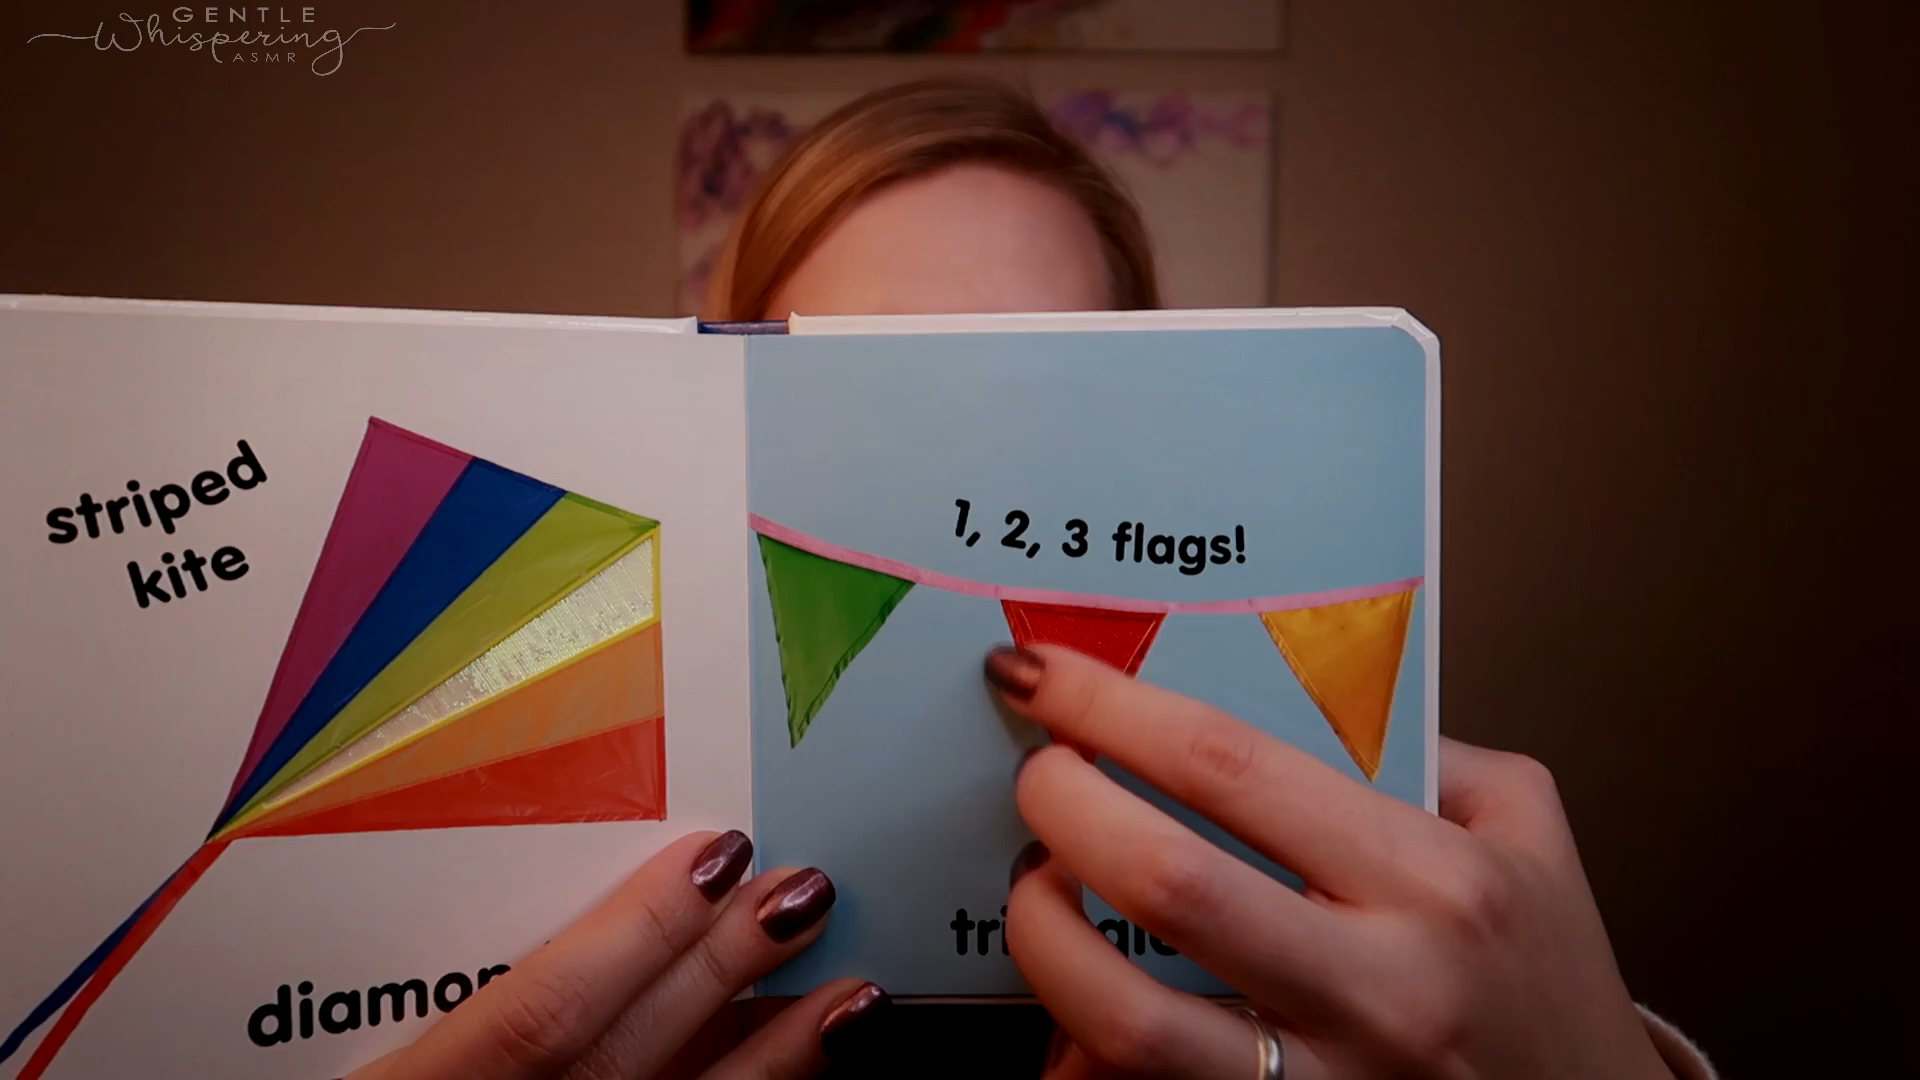 GENTLE
Whispering
ASMR
striped
kite
1, 2, 3 flags!